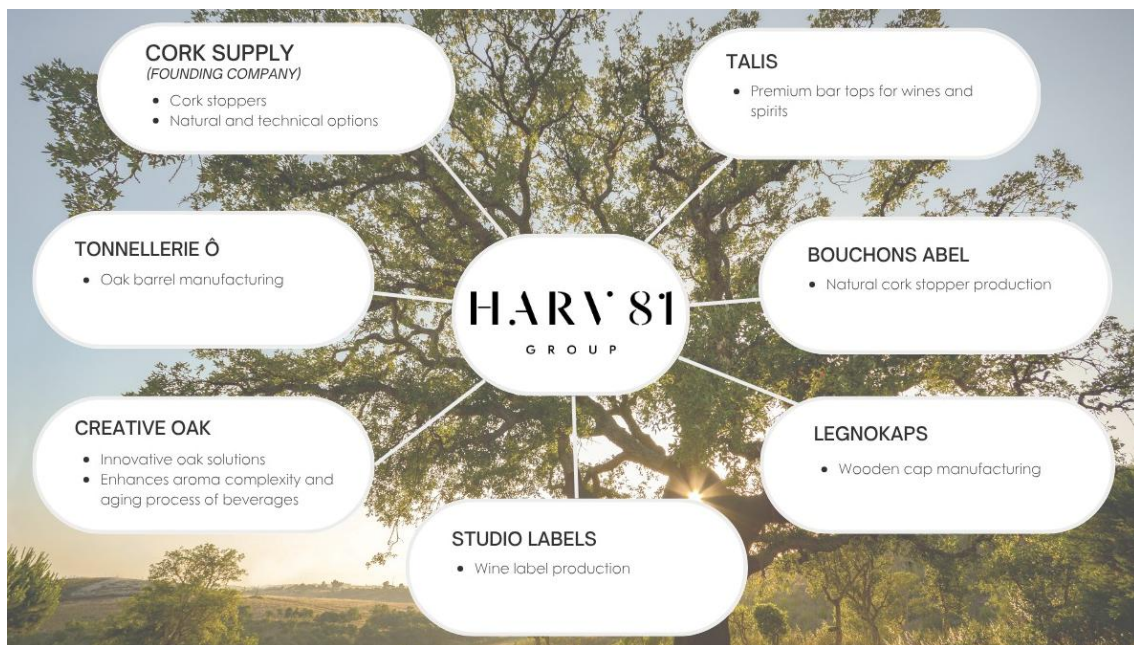 CORK SUPPLY
(FOUNDING COMPANY)
• Cork stoppers
• Natural and technical options
TALIS
• Premium bar tops for wines and
spirits
TONNELLERIE Ô
• Oak barrel manufacturing
BOUCHONS ABEL
• Natural cork stopper production
HARV 81
GROUP
CREATIVE OAK
• Innovative oak solutions
• Enhances aroma complexity and
aging process of beverages
LEGNOKAPS
• Wooden cap manufacturing
STUDIO LABELS
• Wine label production